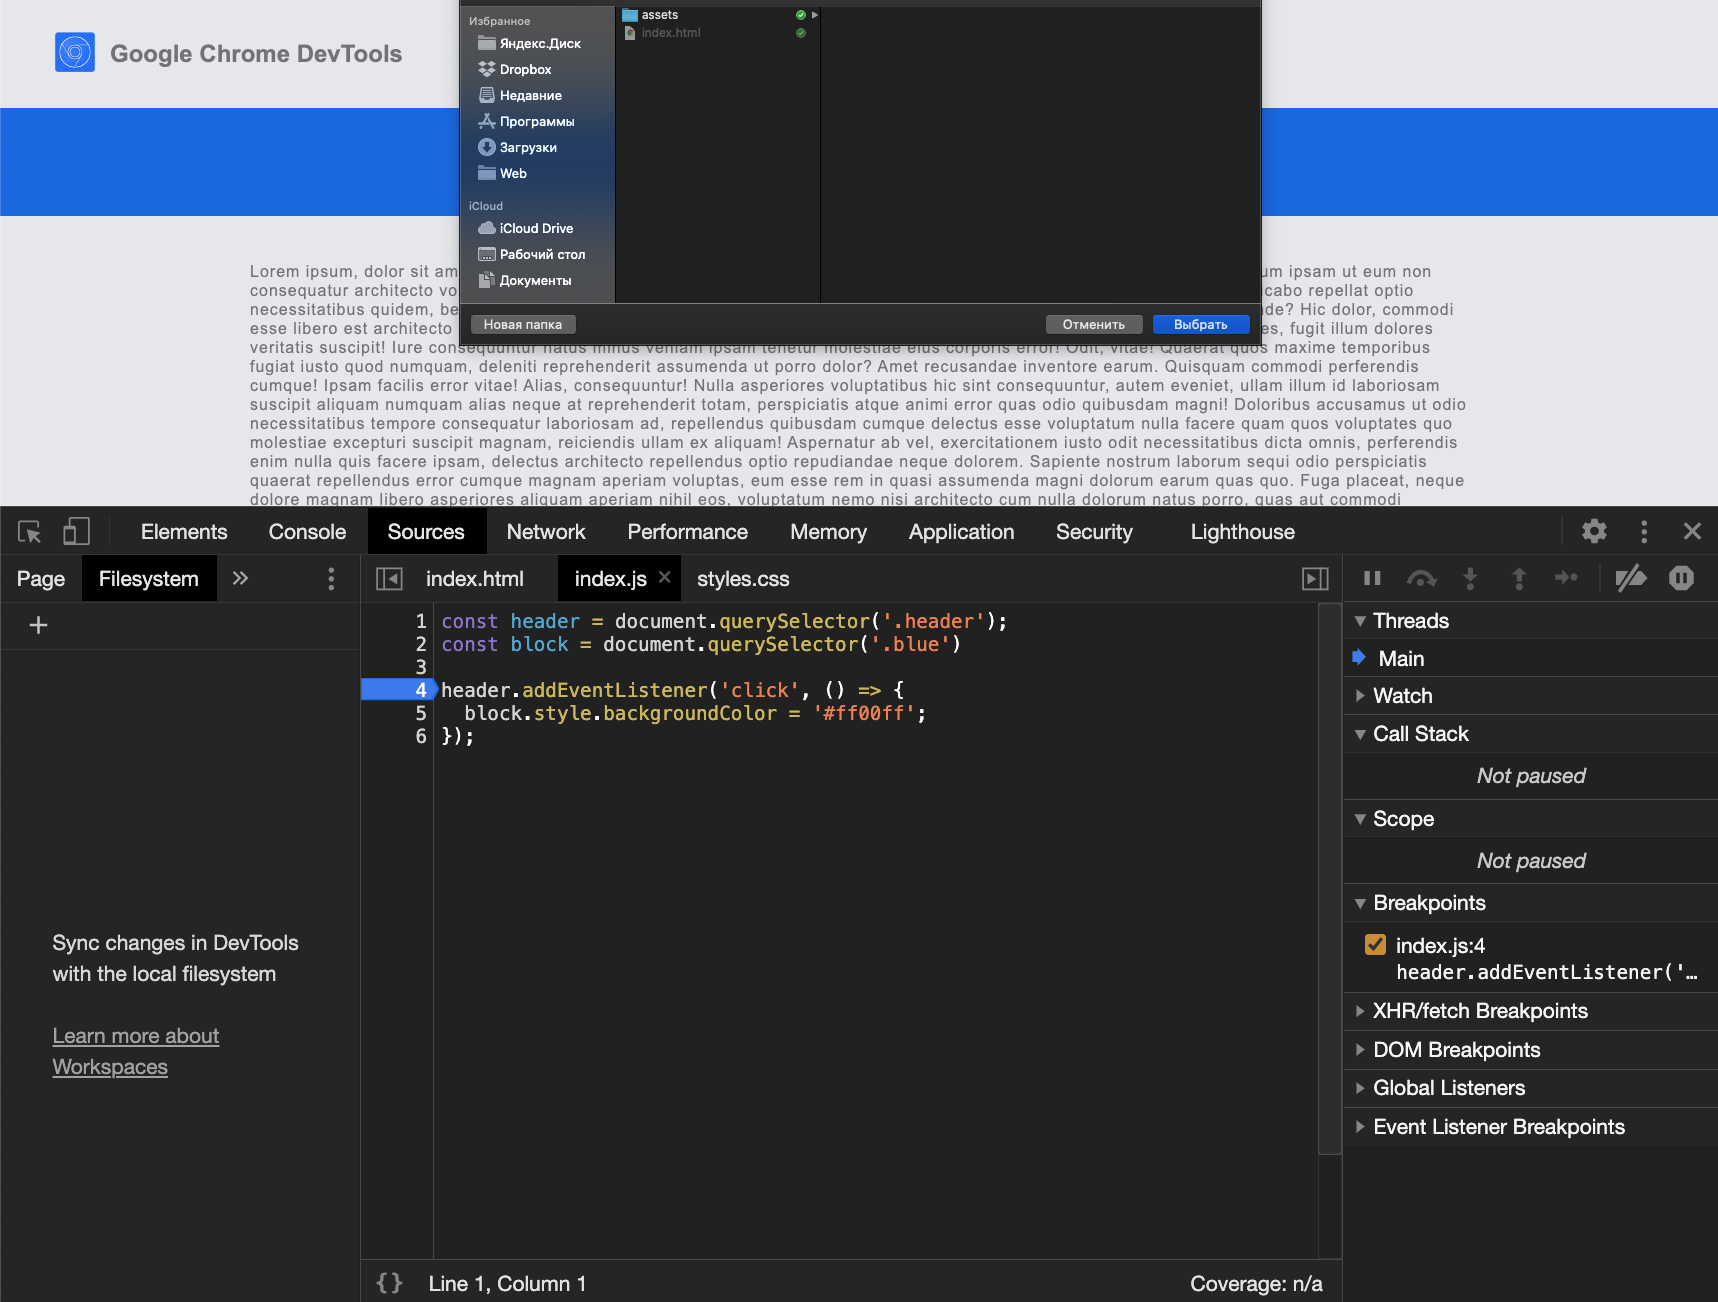 Google Chrome DevTools
Избранное
Яндекс.Диск
Dropbox
Недавние
Программы
Загрузки
Web
iCloud
iCloud Drive
Рабочий стол
Документы
assets
index.html
Новая папка
Отменить
Выбрать
Lorem ipsum, dolor sit am um ipsam ut eum non
consequatur architecto vo cabo repellat optio
necessitatibus quidem, be de? Hic dolor, commodi
esse libero est architecto es, fugit illum dolores
veritatis suscipit! Iure consequuntur natus minus veniam ipsam tenetur molestiae eius corporis error! Odit, vitae! Quaerat quos maxime temporibus
fugiat iusto quod numquam, deleniti reprehenderit assumenda ut porro dolor? Amet recusandae inventore earum. Quisquam commodi perferendis
cumque! Ipsam facilis error vitae! Alias, consequuntur! Nulla asperiores voluptatibus hic sint consequuntur, autem eveniet, ullam illum id laboriosam
suscipit aliquam numquam alias neque at reprehenderit totam, perspiciatis atque animi error quas odio quibusdam magni! Doloribus accusamus ut odio
necessitatibus tempore consequatur laboriosam ad, repellendus quibusdam cumque delectus esse voluptatum nulla facere quam quos voluptates quo
molestiae excepturi suscipit magnam, reiciendis ullam ex aliquam! Aspernatur ab vel, exercitationem iusto odit necessitatibus dicta omnis, perferendis
enim nulla quis facere ipsam, delectus architecto repellendus optio repudiandae neque dolorem. Sapiente nostrum laborum sequi odio perspiciatis
quaerat repellendus error cumque magnam aperiam voluptas, eum esse rem in quasi assumenda magni dolorum earum quas quo. Fuga placeat, neque
dolore magnam libero asperiores aliquam aperiam nihil eos, voluptatum nemo nisi architecto cum nulla dolorum natus porro, quas aut commodi
Elements Console Sources Network Performance Memory Application Security Lighthouse
Page Filesystem
index.html index.js styles.css
Sync changes in DevTools
with the local filesystem
Learn more about
Workspaces
1 const header = document.querySelector('.header');
2 const block = document.querySelector('.blue')
3
4 header.addEventListener('click', () => {
5 block.style.backgroundColor = '#ff00ff';
6 });
{} Line 1, Column 1
Coverage: n/a
Threads
Main
Watch
Call Stack
Not paused
Scope
Not paused
Breakpoints
index.js:4
header.addEventListener('…
XHR/fetch Breakpoints
DOM Breakpoints
Global Listeners
Event Listener Breakpoints